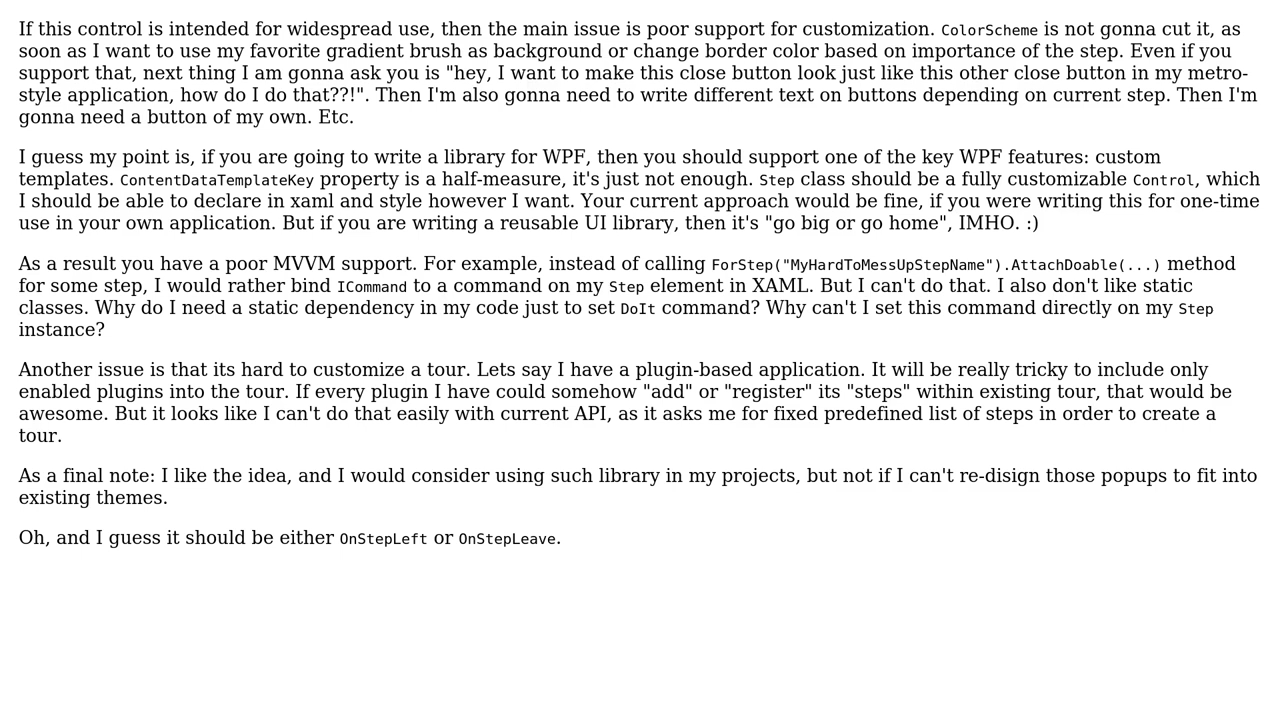 If this control is intended for widespread use, then the main issue is poor support for customization. ColorScheme is not gonna cut it, as
soon as I want to use my favorite gradient brush as background or change border color based on importance of the step. Even if you
support that, next thing I am gonna ask you is "hey, I want to make this close button look just like this other close button in my metro-
style application, how do I do that??!". Then I'm also gonna need to write different text on buttons depending on current step. Then I'm
gonna need a button of my own. Etc.
I guess my point is, if you are going to write a library for WPF, then you should support one of the key WPF features: custom
templates. ContentDataTemplateKey property is a half-measure, it's just not enough. Step class should be a fully customizable Control, which
I should be able to declare in xaml and style however I want. Your current approach would be fine, if you were writing this for one-time
use in your own application. But if you are writing a reusable UI library, then it's "go big or go home", IMHO. :)
As a result you have a poor MVVM support. For example, instead of calling ForStep("MyHardToMessUpStepName").AttachDoable(...) method
for some step, I would rather bind ICommand to a command on my Step element in XAML. But I can't do that. I also don't like static
classes. Why do I need a static dependency in my code just to set DoIt command? Why can't I set this command directly on my Step
instance?
Another issue is that its hard to customize a tour. Lets say I have a plugin-based application. It will be really tricky to include only
enabled plugins into the tour. If every plugin I have could somehow "add" or "register" its "steps" within existing tour, that would be
awesome. But it looks like I can't do that easily with current API, as it asks me for fixed predefined list of steps in order to create a
tour.
As a final note: I like the idea, and I would consider using such library in my projects, but not if I can't re-disign those popups to fit into
existing themes.
Oh, and I guess it should be either OnStepLeft or OnStepLeave.